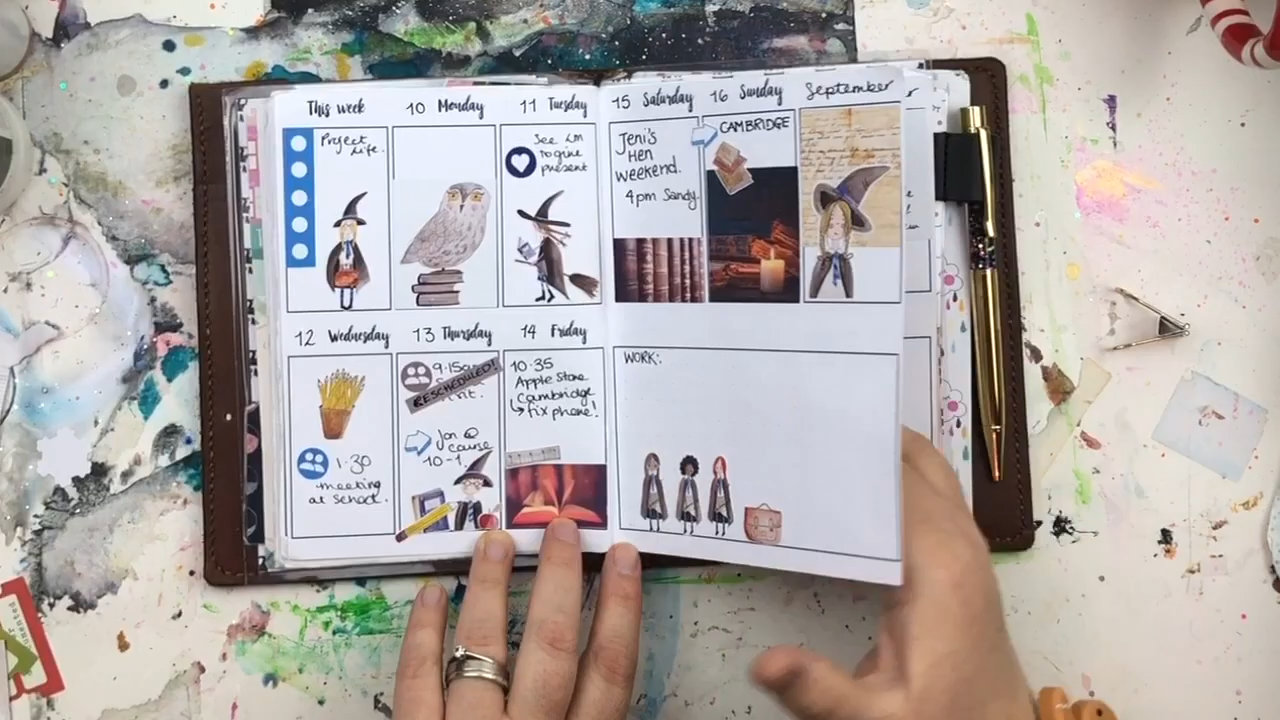 This week
Project
Life.
10 Monday
11 Tuesday
See Em
to give
present
12 Wednesday
1.30
meeting
at school.
13 Thursday
9.15
RESCHEDULED!
Jon @
course
10-1.
14 Friday
10.35
Apple Store
Cambridge
↳ fix phone!
15 Saturday
Jeni's
Hen
Weekend.
4pm Sandy.
16 Sunday
CAMBRIDGE
September
WORK: